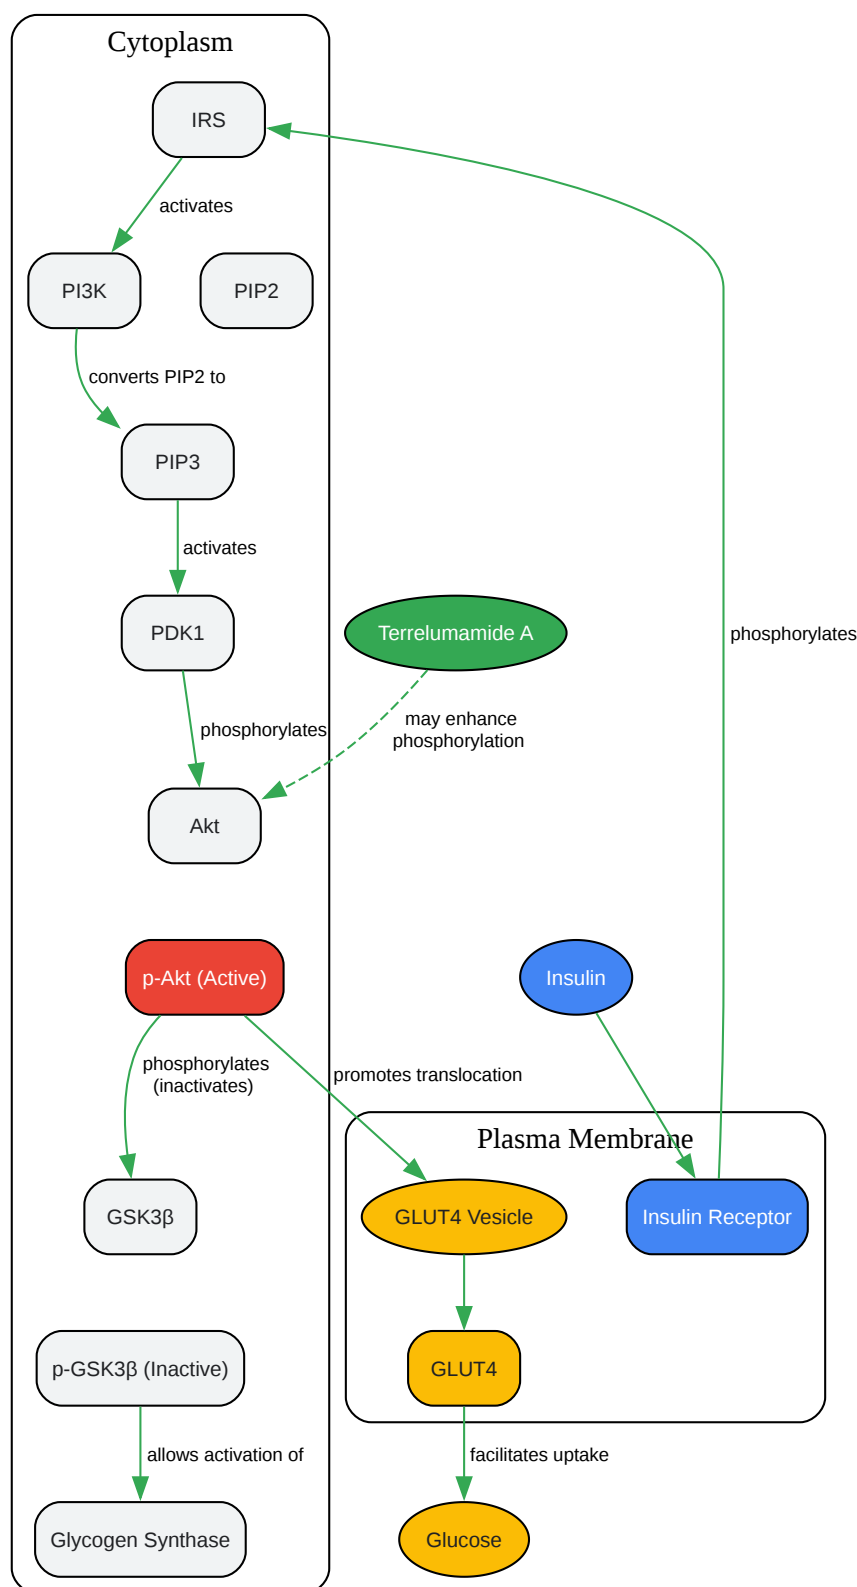 Cytoplasm
IRS
activates
PI3K
PIP2
converts PIP2 to
PIP3
activates
PDK1
Terrelumamide A
phosphorylates
phosphorylates
may enhance
phosphorylation
Akt
p-Akt (Active)
Insulin
phosphorylates
(inactivates)
promotes translocation
Plasma Membrane
GSK3β
GLUT4 Vesicle
Insulin Receptor
p-GSK3β (Inactive)
GLUT4
allows activation of
facilitates uptake
Glycogen Synthase
Glucose